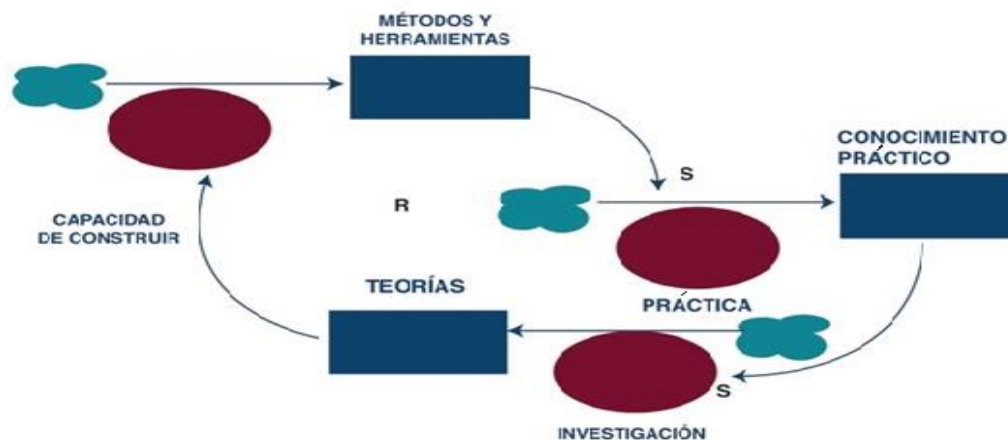 MÉTODOS Y
HERRAMIENTAS
CONOCIMIENTO
PRÁCTICO
S
R
CAPACIDAD
DE CONSTRUIR
TEORÍAS
PRÁCTICA
S
INVESTIGACIÓN